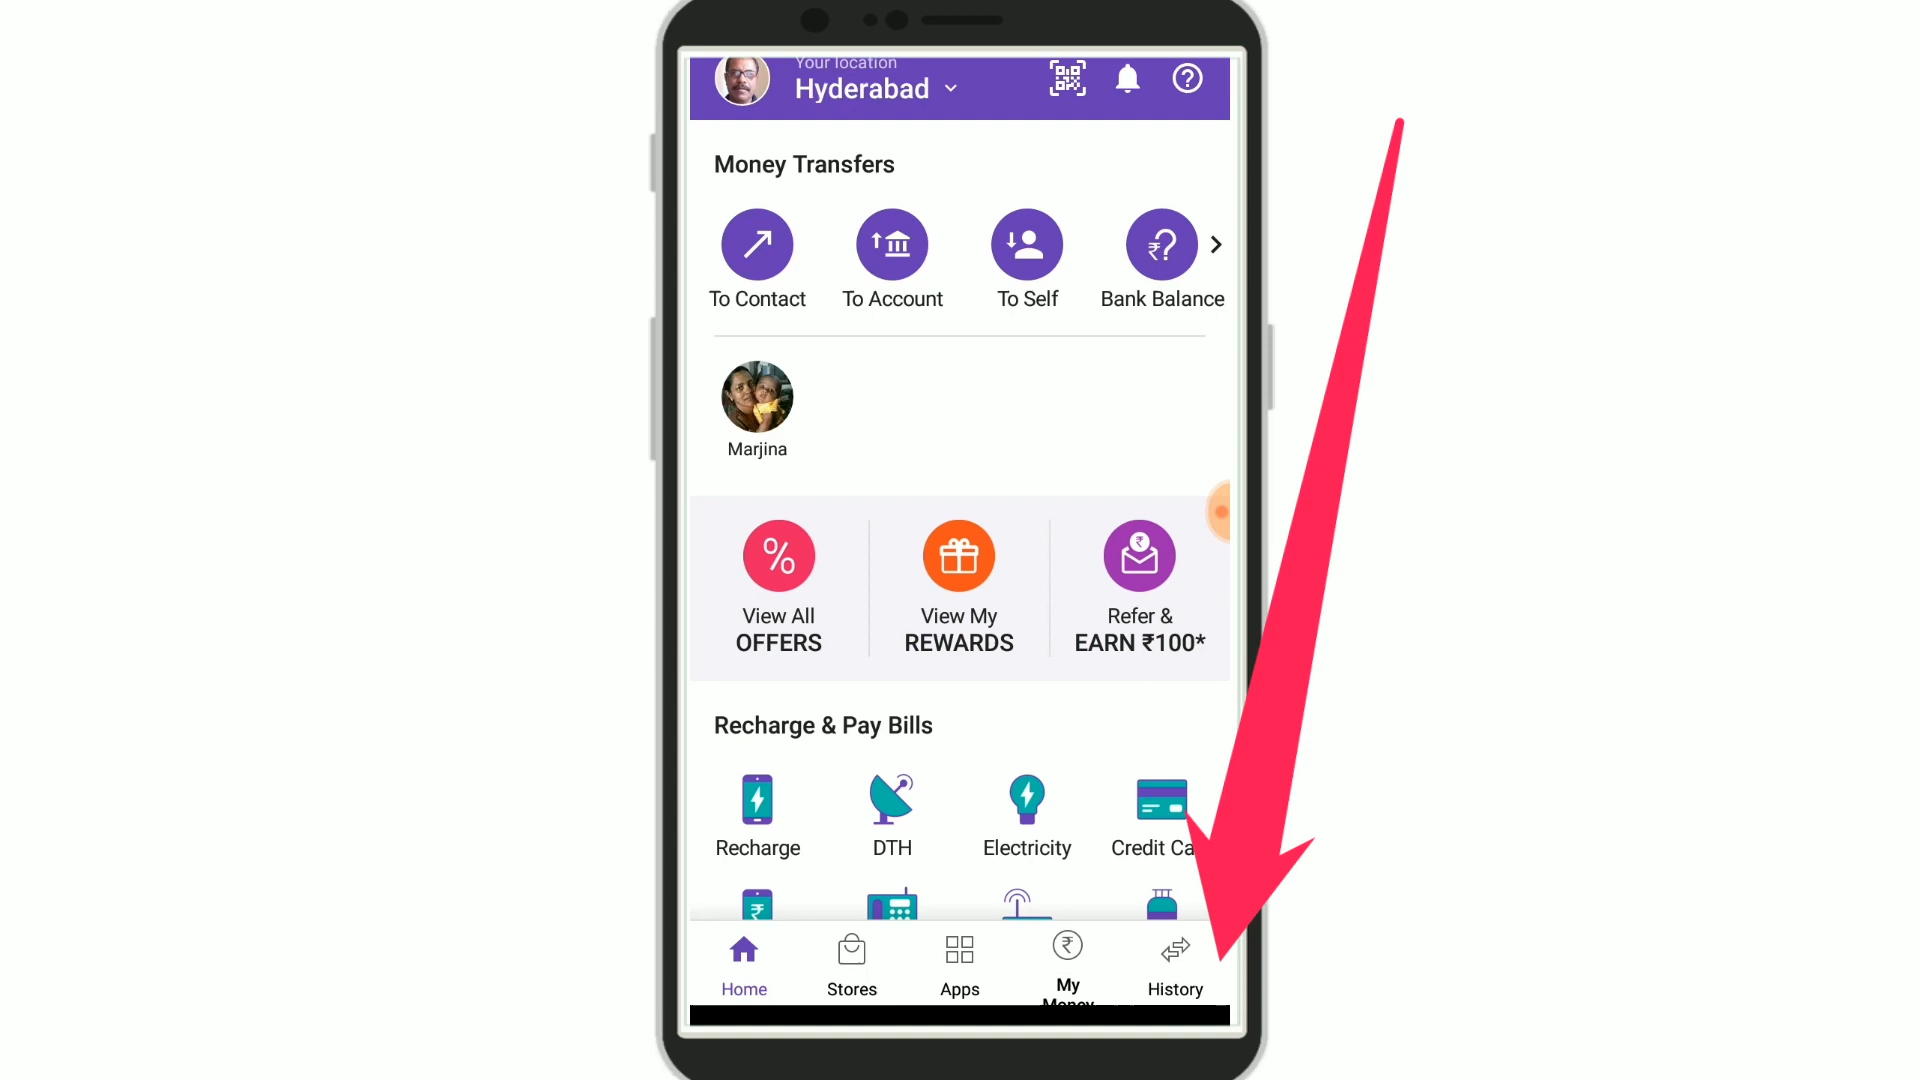 Your location
Hyderabad
Money Transfers
To Contact
To Account
To Self
Bank Balance
Marjina
View All
OFFERS
View My
REWARDS
Refer &
EARN ₹100*
Recharge & Pay Bills
Recharge
DTH
Electricity
Credit Ca
Home
Stores
Apps
My
Money
History